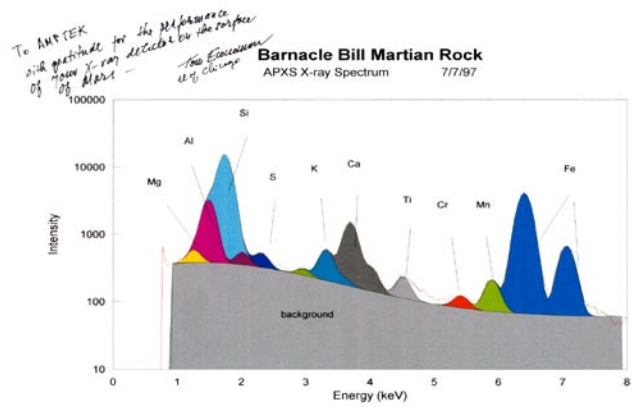 To AMPTEK
with gratitude for the performance
of your X-ray detector on the surface
of Mars —
Tom Economou
U of Chicago
Barnacle Bill Martian Rock
APXS X-ray Spectrum 7/7/97
100000
10000
1000
100
10
Intensity
Mg
Al
Si
S
K
Ca
Ti
Cr
Mn
Fe
background
0 1 2 3 4 5 6 7 8
Energy (keV)